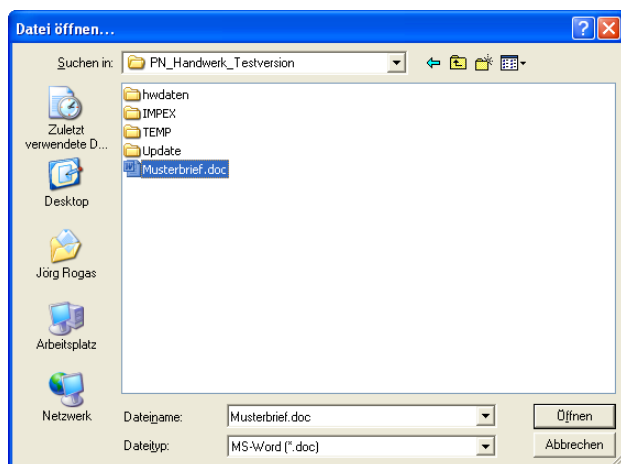 Datei öffnen...
Suchen in:
PN_Handwerk_Testversion
Zuletzt
verwendete D...
Desktop
Jörg Rogas
Arbeitsplatz
Netzwerk
hwdaten
IMPEX
TEMP
Update
Musterbrief.doc
Dateiname:
Musterbrief.doc
Öffnen
Dateityp:
MS-Word (*.doc)
Abbrechen